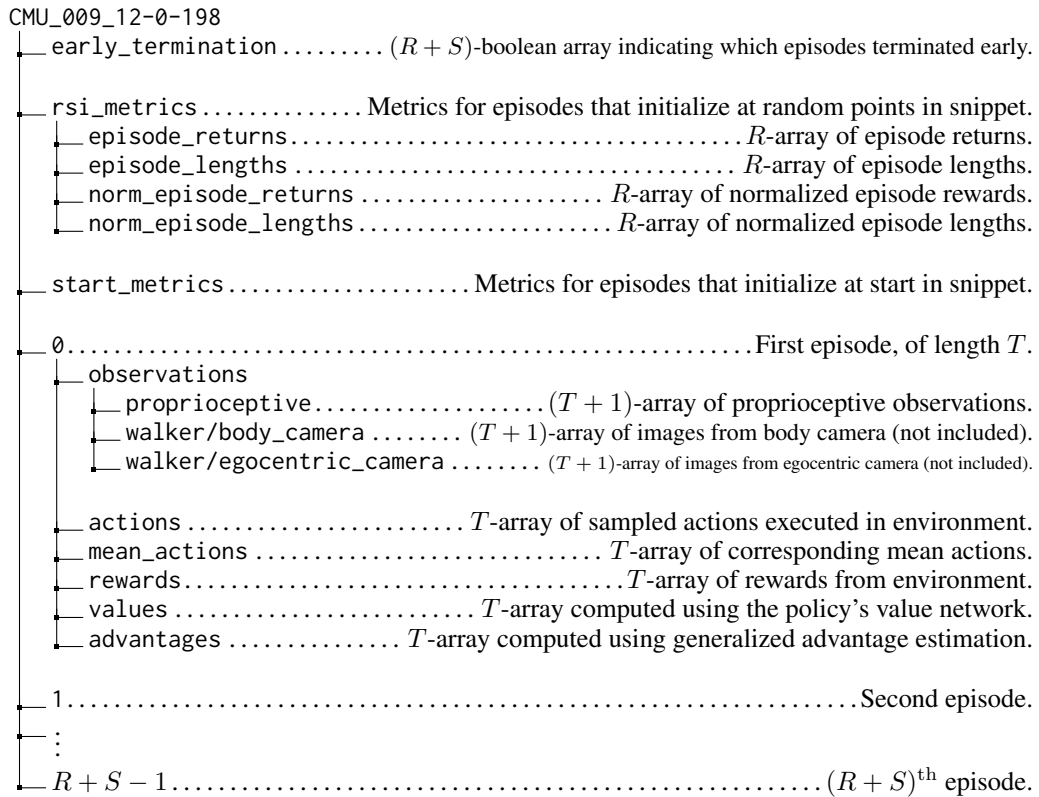 CMU_009_12-0-198
early_termination ......... (R + S)-boolean array indicating which episodes terminated early.
rsi_metrics .............. Metrics for episodes that initialize at random points in snippet.
episode_returns ...................................... R-array of episode returns.
episode_lengths ...................................... R-array of episode lengths.
norm_episode_returns ...................... R-array of normalized episode rewards.
norm_episode_lengths ...................... R-array of normalized episode lengths.
start_metrics ..................... Metrics for episodes that initialize at start in snippet.
0 ...................................................................... First episode, of length T.
observations
proprioceptive .................... (T + 1)-array of proprioceptive observations.
walker/body_camera ........ (T + 1)-array of images from body camera (not included).
walker/egocentric_camera ........ (T + 1)-array of images from egocentric camera (not included).
actions ........................ T-array of sampled actions executed in environment.
mean_actions .............................. T-array of corresponding mean actions.
rewards ..................................... T-array of rewards from environment.
values .......................... T-array computed using the policy's value network.
advantages ................ T-array computed using generalized advantage estimation.
1 ................................................................................. Second episode.
⋮
R + S − 1 ................................................................... (R + S)th episode.